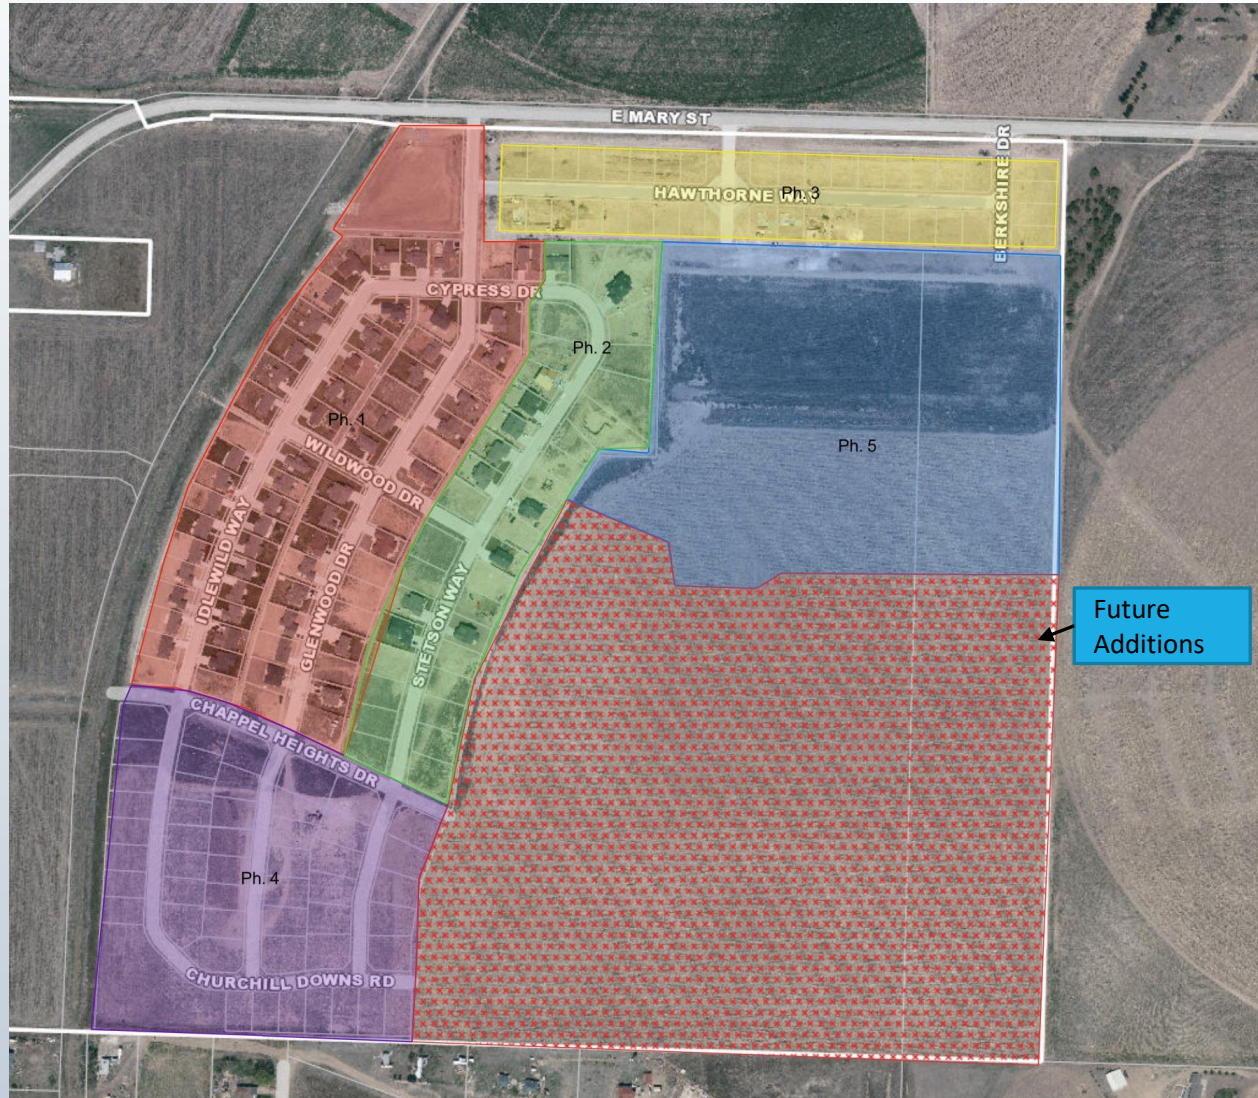 E MARY ST
BERKSHIRE DR
HAWTHORNE WAY
Ph. 3
CYPRESS DR
Ph. 2
Ph. 1
WILDWOOD DR
Ph. 5
IDLEWILD WAY
GLENWOOD DR
STETSON WAY
Future
Additions
CHAPPEL HEIGHTS DR
Ph. 4
CHURCHILL DOWNS RD